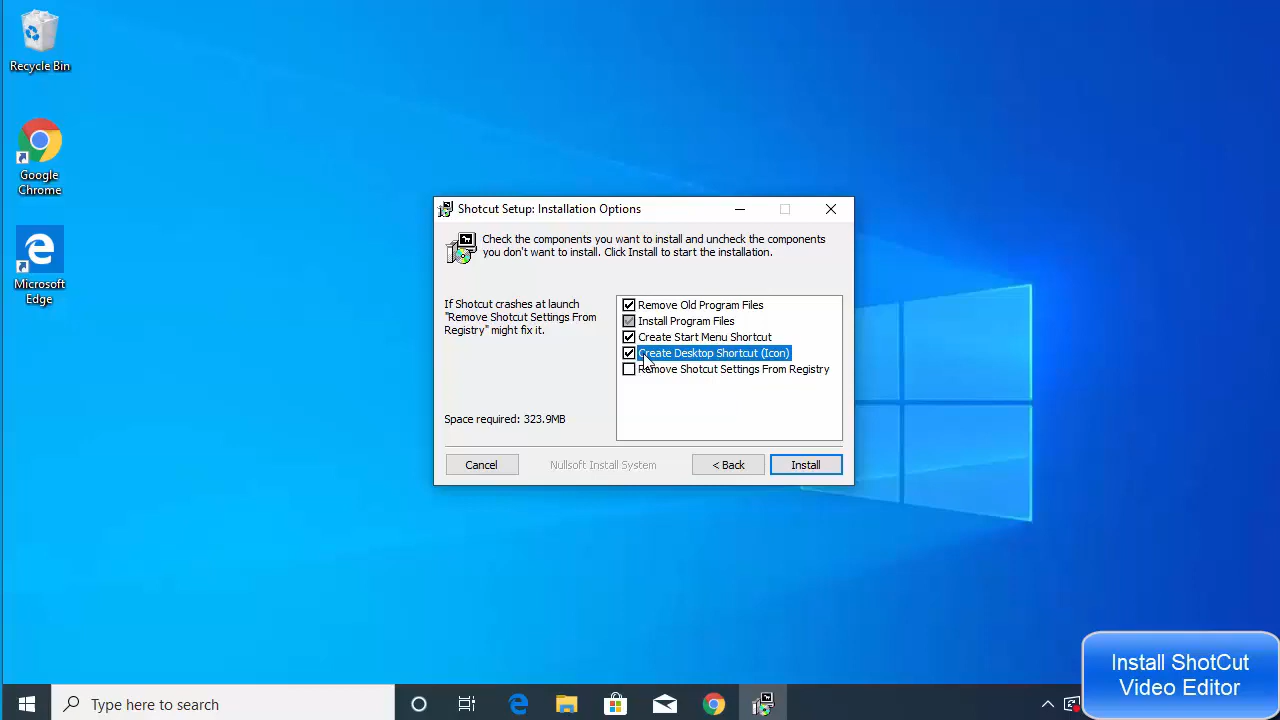 Recycle Bin
Google
Chrome
Microsoft
Edge
Shotcut Setup: Installation Options
Check the components you want to install and uncheck the components
you don't want to install. Click Install to start the installation.
If Shotcut crashes at launch
"Remove Shotcut Settings From
Registry" might fix it.
Remove Old Program Files
Install Program Files
Create Start Menu Shortcut
Create Desktop Shortcut (Icon)
Remove Shotcut Settings From Registry
Space required: 323.9MB
Cancel
Nullsoft Install System
< Back
Install
Install ShotCut
Video Editor
Type here to search